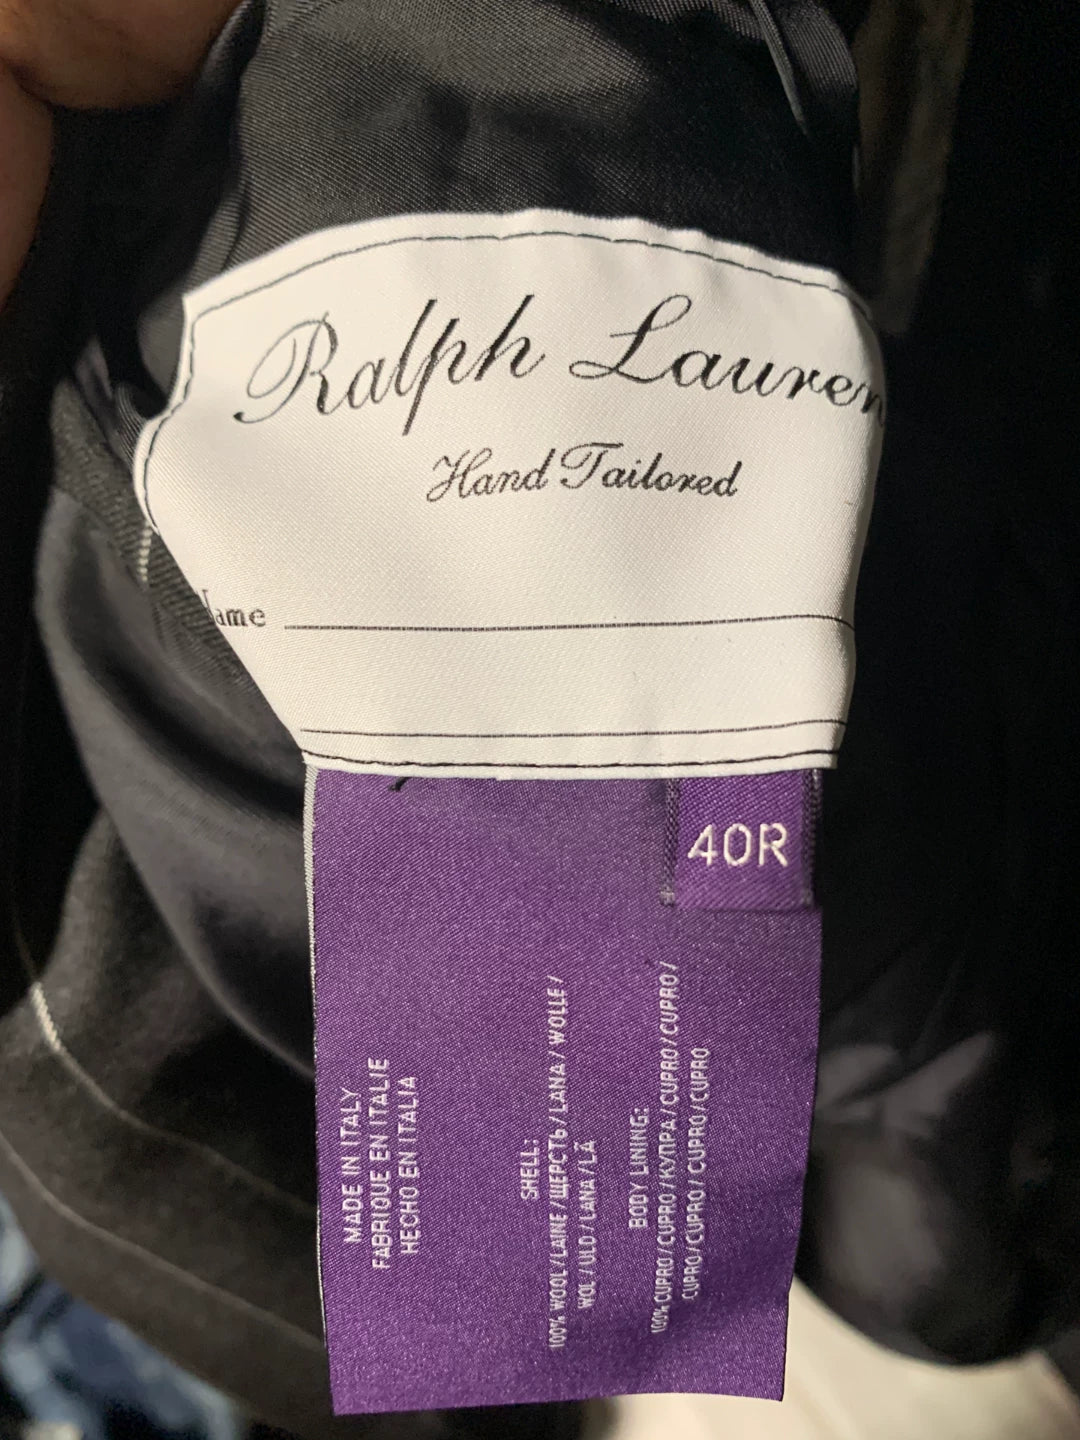 Ralph Lauren
Hand Tailored
Name
40R
MADE IN ITALY
FABRIQUE EN ITALIE
HECHO EN ITALIA
SHELL:
100% WOOL / LAINE / ШЕРСТЬ / LANA / WOLLE /
WOL / ULD / LANA / LÃ
BODY LINING:
100% CUPRO / CUPRO / КУПРА / CUPRO / CUPRO /
CUPRO / CUPRO / CUPRO / CUPRO